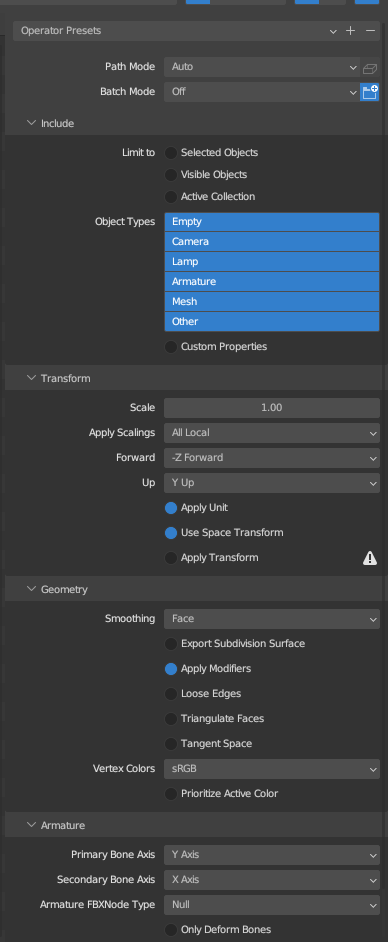 Operator Presets
Path Mode Auto
Batch Mode Off
Include
Limit to Selected Objects
Visible Objects
Active Collection
Object Types Empty
Camera
Lamp
Armature
Mesh
Other
Custom Properties
Transform
Scale 1.00
Apply Scalings All Local
Forward -Z Forward
Up Y Up
Apply Unit
Use Space Transform
Apply Transform
Geometry
Smoothing Face
Export Subdivision Surface
Apply Modifiers
Loose Edges
Triangulate Faces
Tangent Space
Vertex Colors sRGB
Prioritize Active Color
Armature
Primary Bone Axis Y Axis
Secondary Bone Axis X Axis
Armature FBXNode Type Null
Only Deform Bones